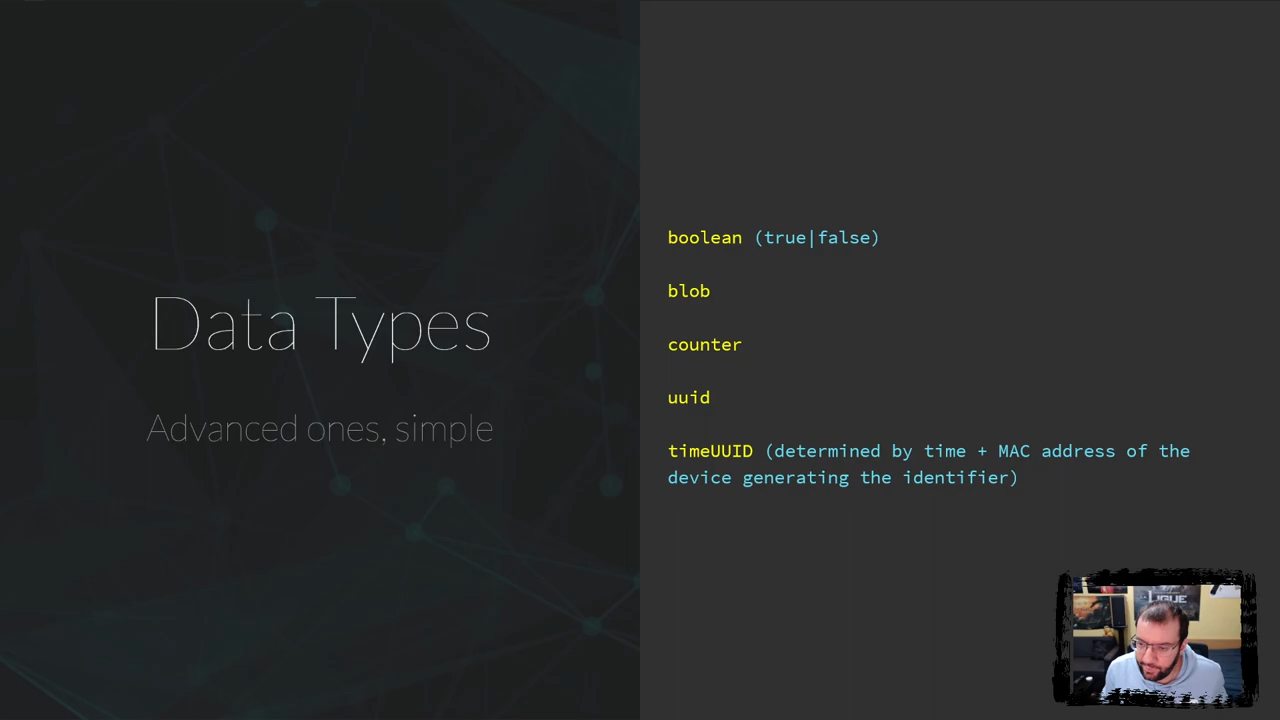 Data Types
Advanced ones, simple
boolean (true|false)
blob
counter
uuid
timeUUID (determined by time + MAC address of the
device generating the identifier)